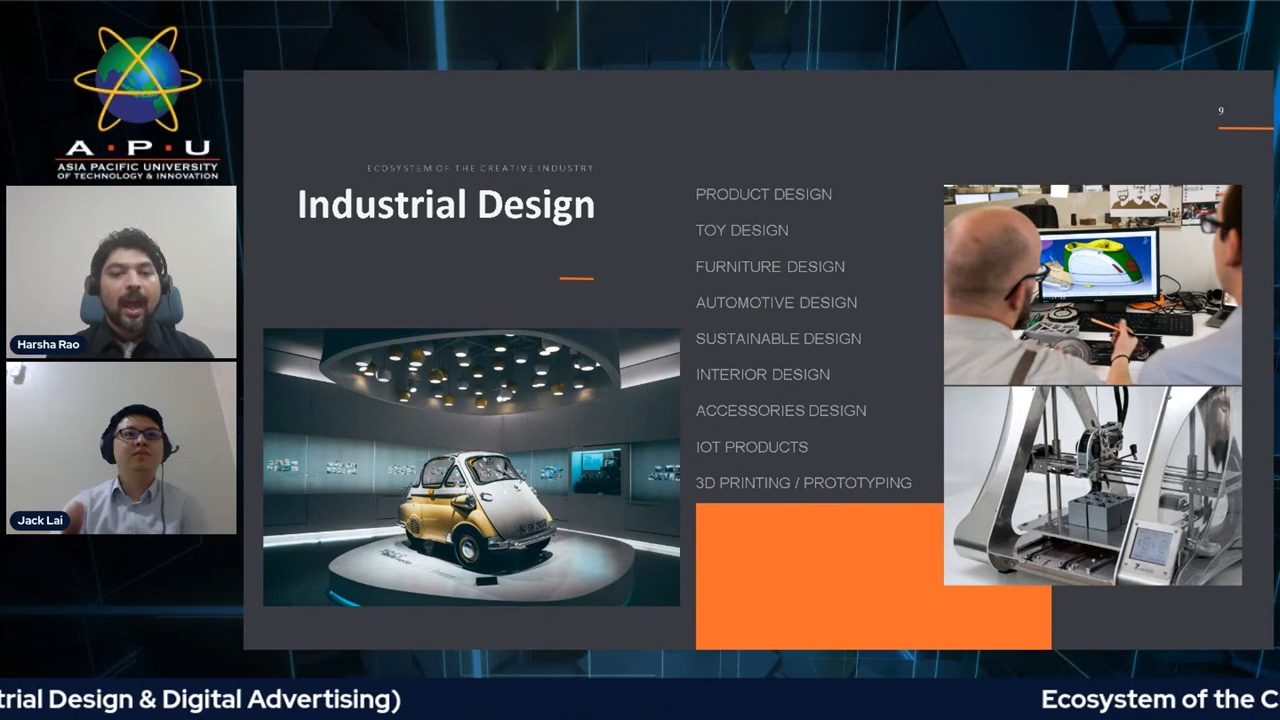 A · P · U
ASIA PACIFIC UNIVERSITY
OF TECHNOLOGY & INNOVATION
Harsha Rao
Jack Lai
9
ECOSYSTEM OF THE CREATIVE INDUSTRY
Industrial Design
PRODUCT DESIGN
TOY DESIGN
FURNITURE DESIGN
AUTOMOTIVE DESIGN
SUSTAINABLE DESIGN
INTERIOR DESIGN
ACCESSORIES DESIGN
IOT PRODUCTS
3D PRINTING / PROTOTYPING
trial Design & Digital Advertising)
Ecosystem of the C